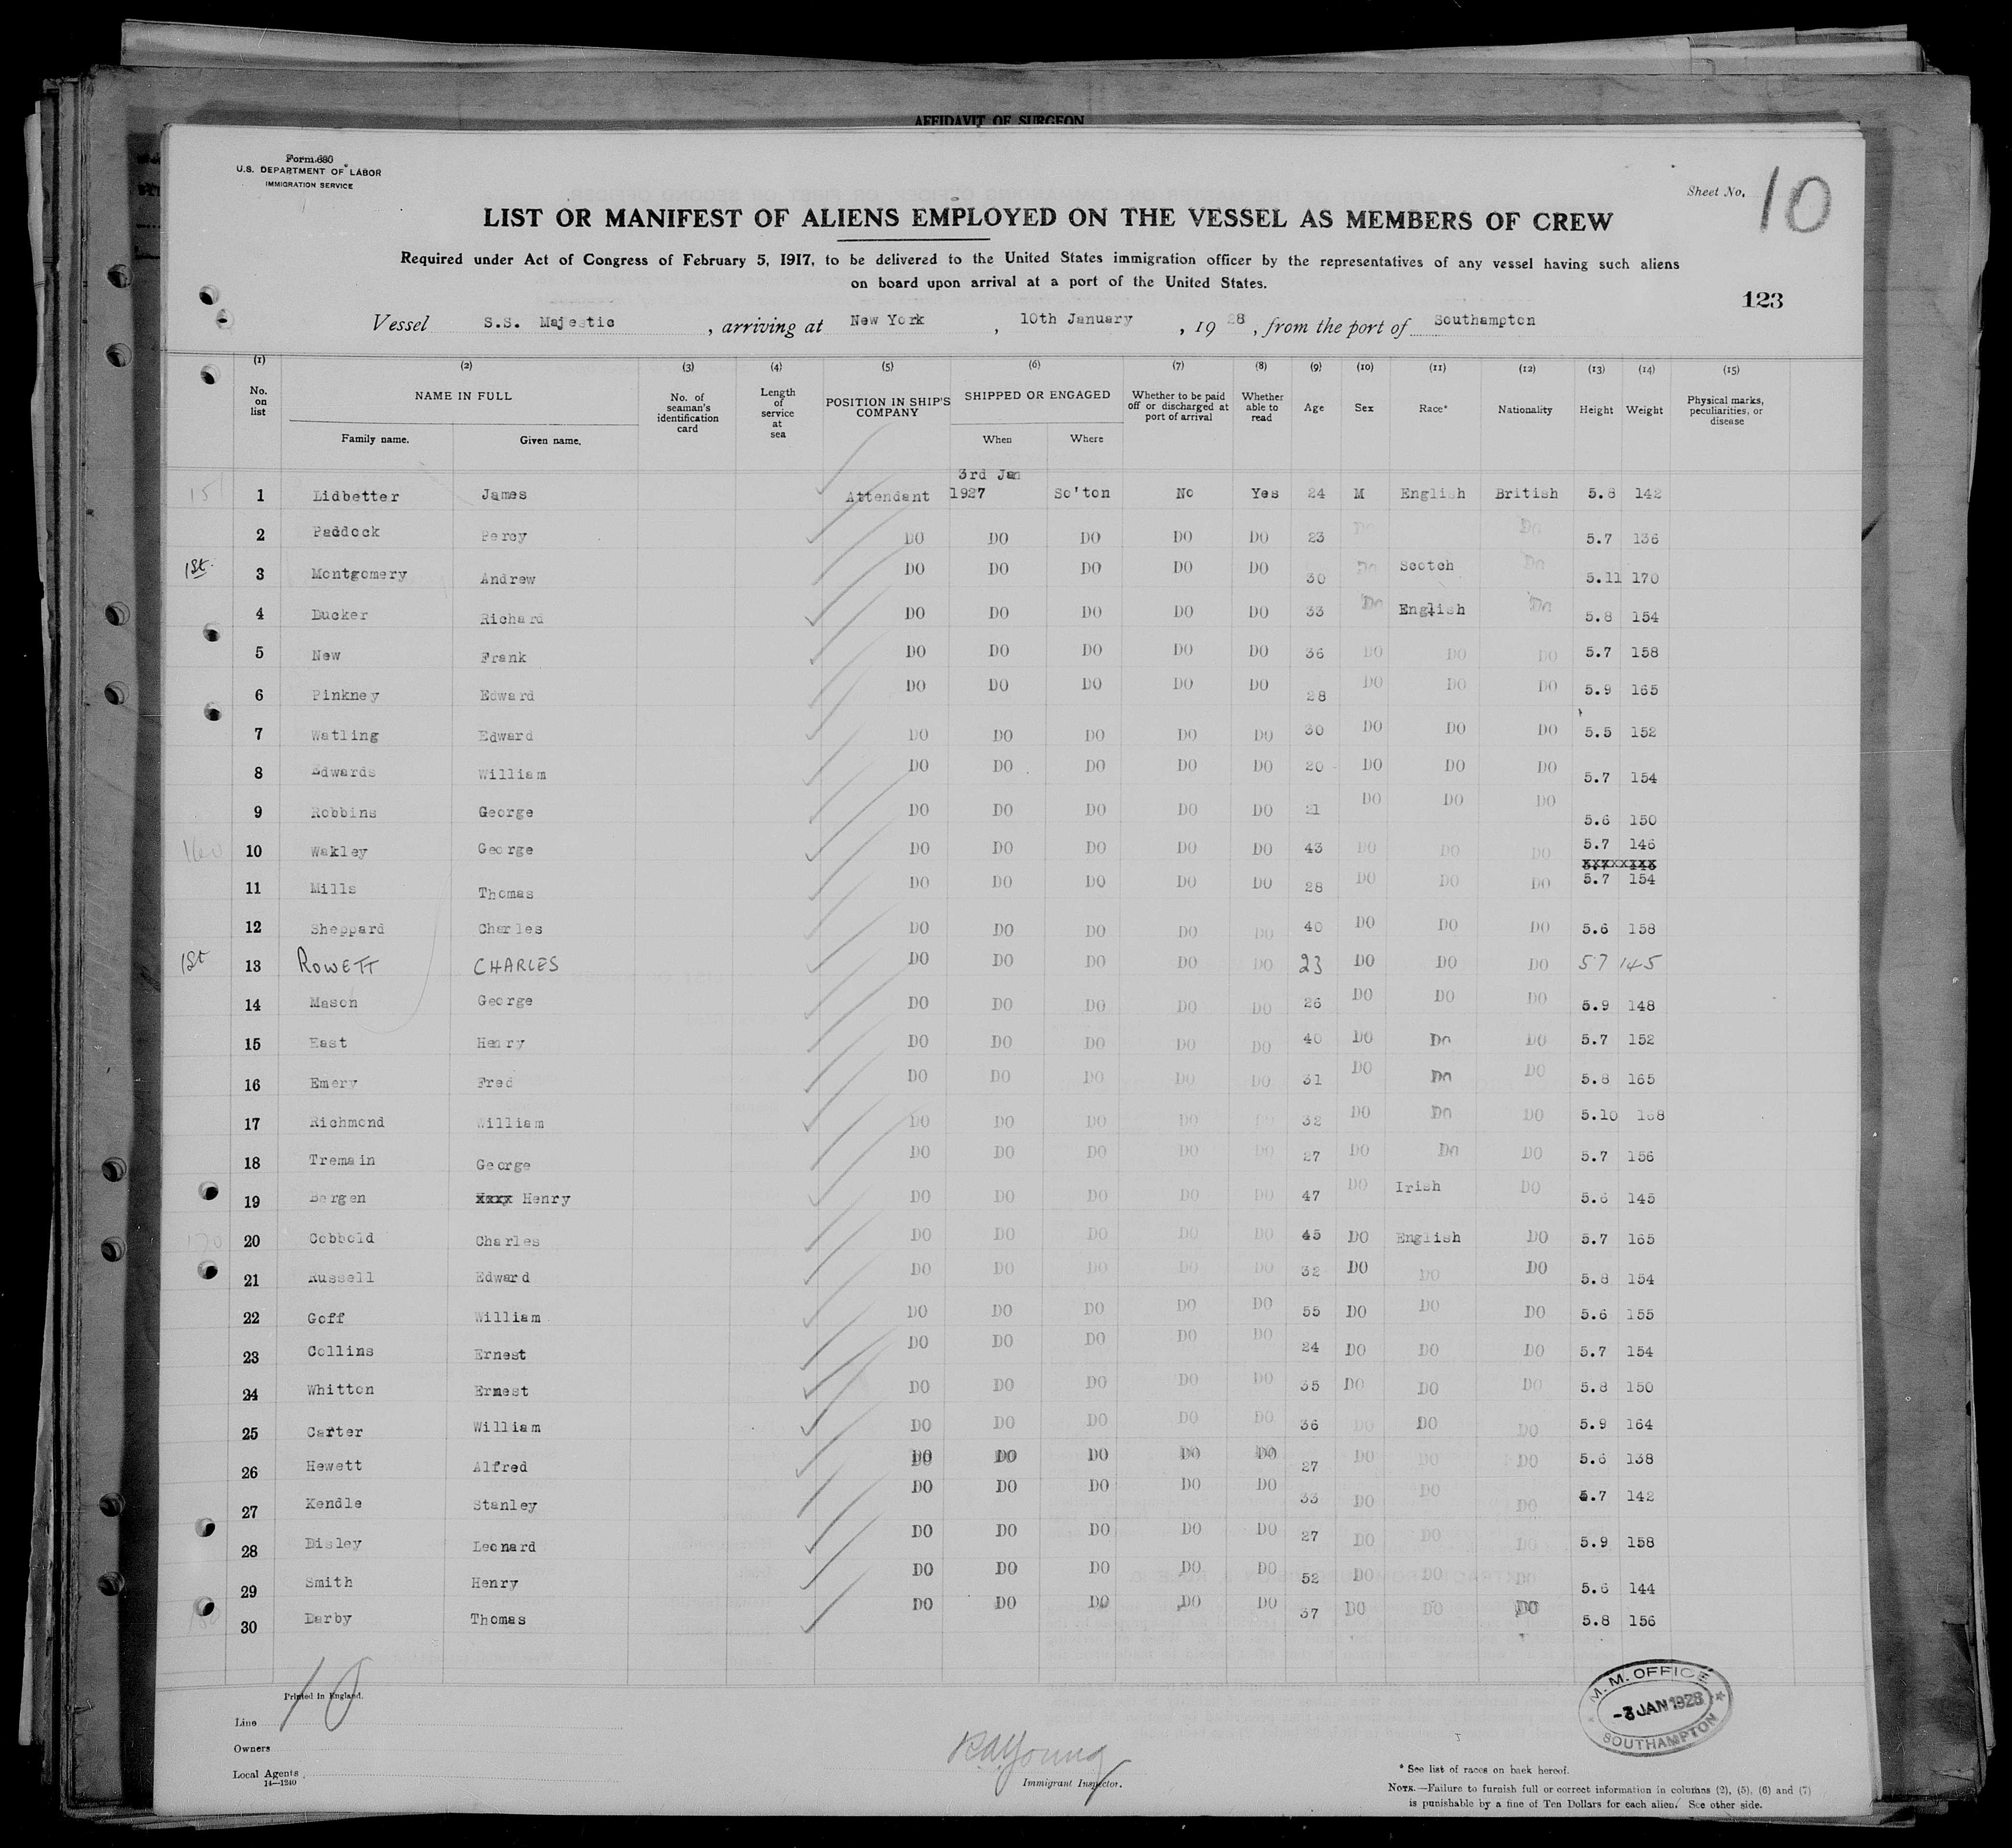 AFFIDAVIT OF SURGEON
Form 680
U.S. DEPARTMENT OF LABOR
IMMIGRATION SERVICE
Sheet No. 10
LIST OR MANIFEST OF ALIENS EMPLOYED ON THE VESSEL AS MEMBERS OF CREW
Required under Act of Congress of February 5, 1917, to be delivered to the United States immigration officer by the representatives of any vessel having such aliens
on board upon arrival at a port of the United States.
123
Vessel S.S. Majestic, arriving at New York, 10th January, 1928, from the port of Southampton
(1) (2) (3) (4) (5) (6) (7) (8) (9) (10) (11) (12) (13) (14) (15)
No. on list NAME IN FULL Family name. Given name. No. of seaman's identification card Length of service at sea POSITION IN SHIP'S COMPANY SHIPPED OR ENGAGED When Where Whether to be paid off or discharged at port of arrival Whether able to read Age Sex Race* Nationality Height Weight Physical marks, peculiarities, or disease
3rd Jan
1 Lidbetter James Attendant 1927 So'ton No Yes 24 M English British 5.8 142
2 Paddock Percy DO DO DO DO DO 23 Do Do 5.7 136
1st. 3 Montgomery Andrew DO DO DO DO DO 30 Do Scotch Do 5.11 170
4 Ducker Richard DO DO DO DO DO 33 Do English Do 5.8 154
5 New Frank DO DO DO DO DO 36 DO DO DO 5.7 158
6 Pinkney Edward DO DO DO DO DO 28 DO DO DO 5.9 165
7 Watling Edward DO DO DO DO DO 30 DO DO DO 5.5 152
8 Edwards William DO DO DO DO DO 20 DO DO DO 5.7 154
9 Robbins George DO DO DO DO DO 21 DO DO DO 5.6 150
160 10 Wakley George DO DO DO DO DO 43 DO DO DO 5.7 146
11 Mills Thomas DO DO DO DO DO 28 DO DO DO 5.7 154
12 Sheppard Charles DO DO DO DO DO 40 DO DO DO 5.6 158
1st 13 ROWETT CHARLES DO DO DO DO DO 23 DO DO DO 57 145
14 Mason George DO DO DO DO DO 26 DO DO DO 5.9 148
15 East Henry DO DO DO DO DO 40 DO Do DO 5.7 152
16 Emery Fred DO DO DO DO DO 31 DO Do DO 5.8 165
17 Richmond William DO DO DO DO DO 32 DO Do DO 5.10 168
18 Tremain George DO DO DO DO DO 27 DO Do DO 5.7 156
19 Bergen xxxx Henry DO DO DO DO DO 47 DO Irish DO 5.6 145
170 20 Cobbold Charles DO DO DO DO DO 45 DO English DO 5.7 165
21 Russell Edward DO DO DO DO DO 32 DO DO DO 5.8 154
22 Goff William DO DO DO DO DO 55 DO DO DO 5.6 155
23 Collins Ernest DO DO DO DO DO 24 DO DO DO 5.7 154
24 Whitton Ernest DO DO DO DO DO 35 DO DO DO 5.8 150
25 Carter William DO DO DO DO DO 36 DO DO DO 5.9 164
26 Hewett Alfred DO DO DO DO DO 27 DO DO DO 5.6 138
27 Kendle Stanley DO DO DO DO DO 33 DO DO DO 5.7 142
28 Disley Leonard DO DO DO DO DO 27 DO DO DO 5.9 158
29 Smith Henry DO DO DO DO DO 52 DO DO DO 5.6 144
180 30 Darby Thomas DO DO DO DO DO 37 DO DO DO 5.8 156
10
Printed in England.
Line
Owners
Local Agents
14—1240
R A Young
Immigrant Inspector.
M. M. OFFICE
-3 JAN 1928
SOUTHAMPTON
* See list of races on back hereof.
NOTE.—Failure to furnish full or correct information in columns (2), (5), (6) and (7)
is punishable by a fine of Ten Dollars for each alien. See other side.